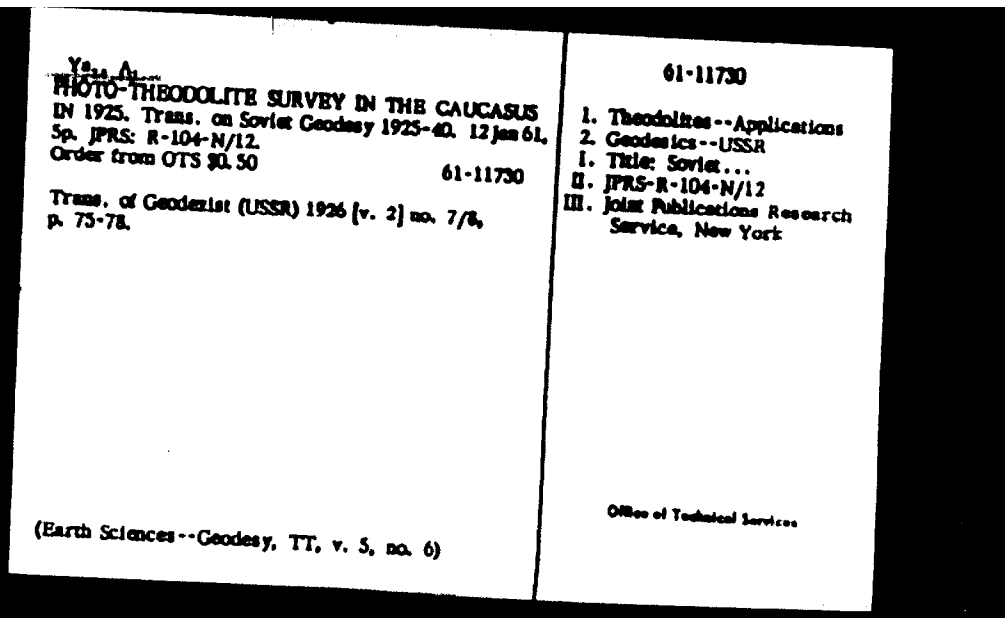 PHOTO-THEODOLITE SURVEY IN THE CAUCASUS
IN 1925. Trans. on Soviet Geodesy 1925-40. 12 jan 61.
5p. JPRS: R-104-N/12.
Order from OTS $0.50 61-11730
Trans. of Geodezist (USSR) 1926 [v. 2] no. 7/8,
p. 75-78.
(Earth Sciences--Geodesy, TT, v. 5, no. 6)
61-11730
1. Theodolites--Applications
2. Geodesics--USSR
I. Title: Soviet...
II. JPRS-R-104-N/12
III. Joint Publications Research
Service, New York
Office of Technical Services